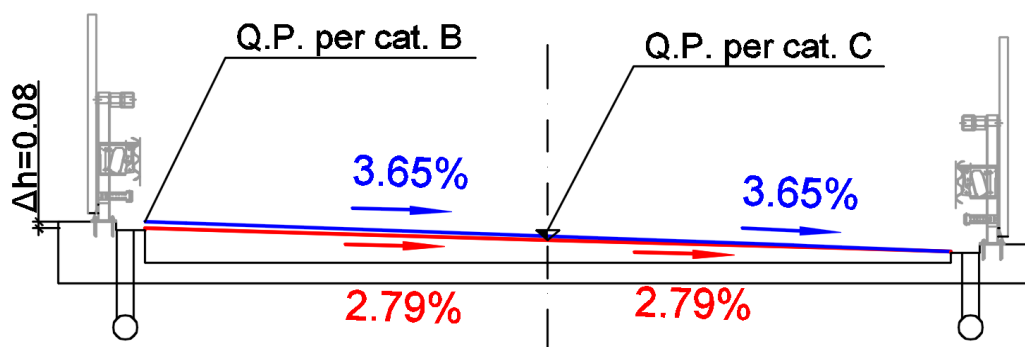 Q.P. per cat. B
Q.P. per cat. C
Δh=0.08
3.65%
3.65%
2.79%
2.79%